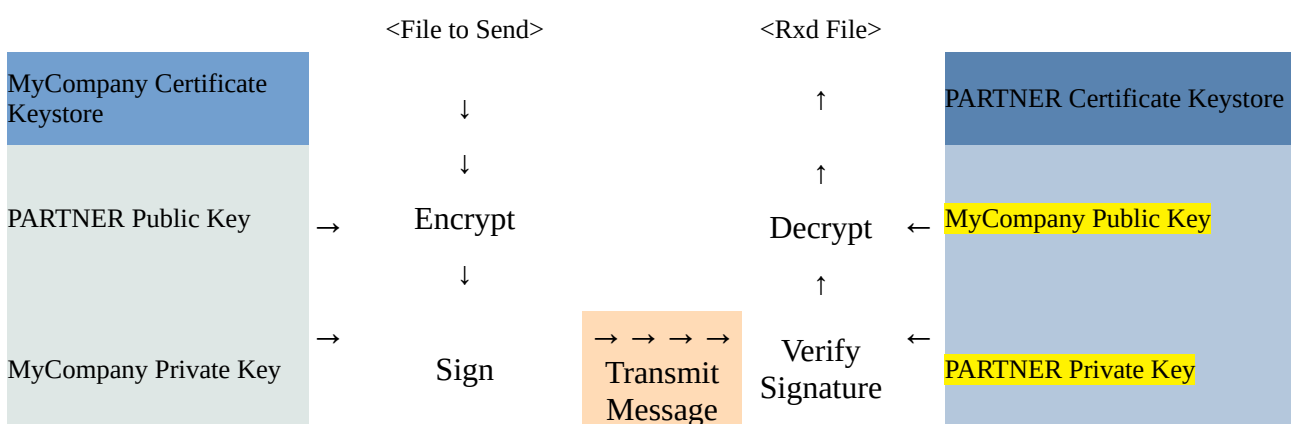 <File to Send>
<Rxd File>
MyCompany Certificate
Keystore
↓
↑
PARTNER Certificate Keystore
↓
↑
PARTNER Public Key
→
Encrypt
Decrypt
←
MyCompany Public Key
↓
↑
MyCompany Private Key
→
Sign
→ → → →
Transmit
Message
Verify
Signature
←
PARTNER Private Key